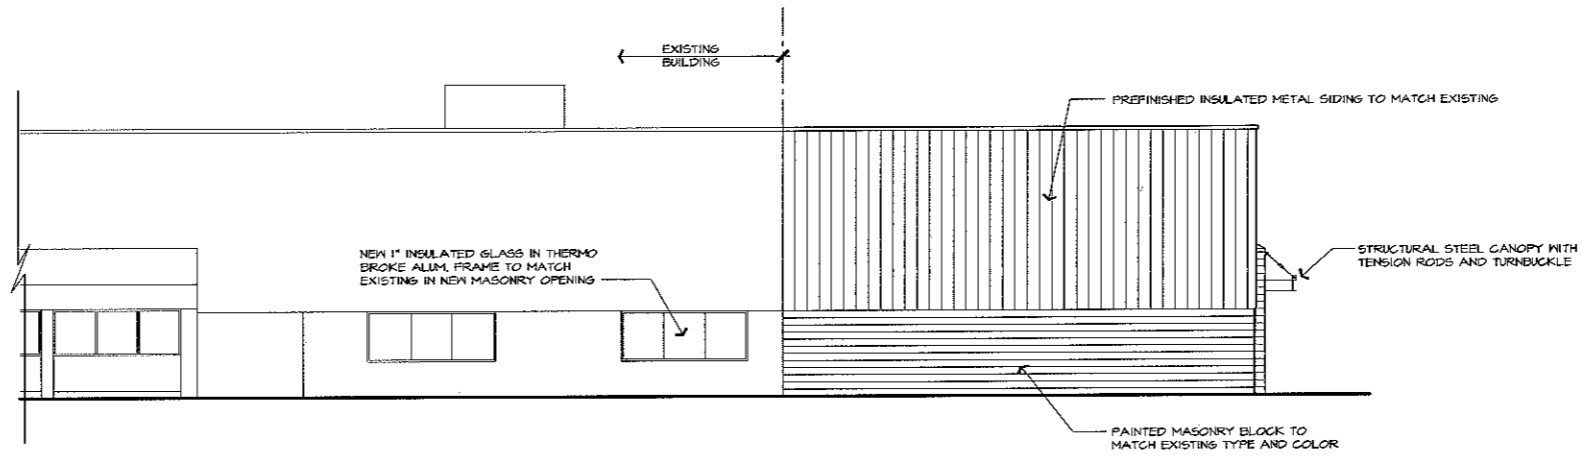 EXISTING
BUILDING
PREFINISHED INSULATED METAL SIDING TO MATCH EXISTING
NEW 1" INSULATED GLASS IN THERMO
BROKE ALUM. FRAME TO MATCH
EXISTING IN NEW MASONRY OPENING
STRUCTURAL STEEL CANOPY WITH
TENSION RODS AND TURNBUCKLE
PAINTED MASONRY BLOCK TO
MATCH EXISTING TYPE AND COLOR